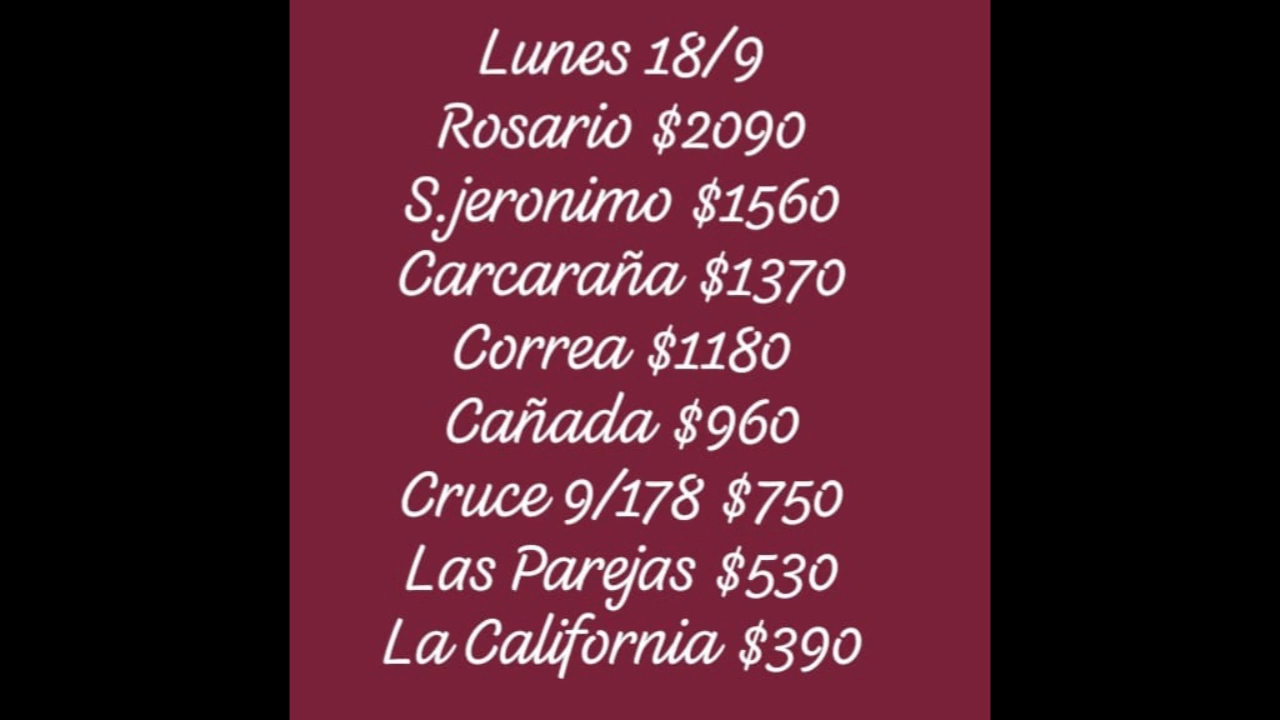 Lunes 18/9
Rosario $2090
S.jeronimo $1560
Carcaraña $1370
Correa $1180
Cañada $960
Cruce 9/178 $750
Las Parejas $530
La California $390